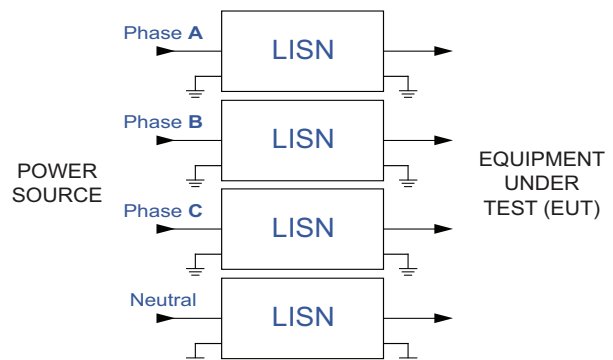 Phase A
LISN
Phase B
LISN
POWER
SOURCE
EQUIPMENT
UNDER
TEST (EUT)
Phase C
LISN
Neutral
LISN